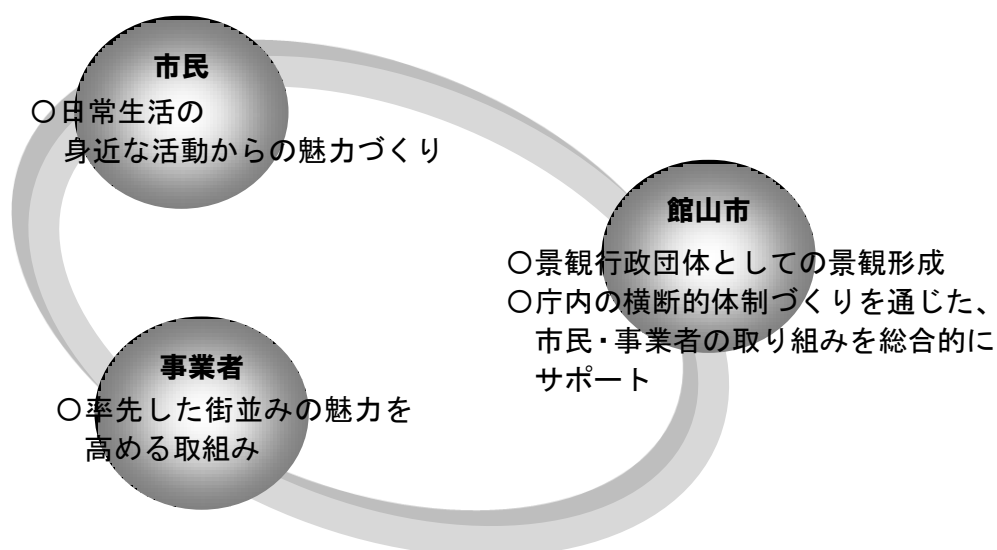 市民
○日常生活の
身近な活動からの魅力づくり
館山市
○景観行政団体としての景観形成
○庁内の横断的体制づくりを通じた、
市民・事業者の取り組みを総合的に
サポート
事業者
○率先した街並みの魅力を
高める取組み